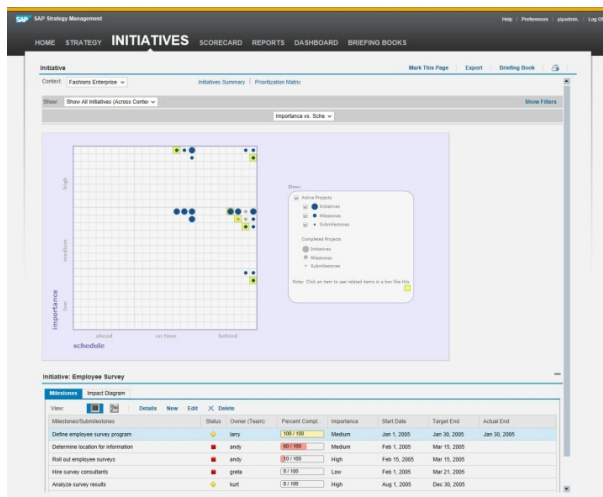 SAP SAP Strategy Management Help Preferences pipadmin, Log Of
HOME STRATEGY INITIATIVES SCORECARD REPORTS DASHBOARD BRIEFING BOOKS
Initiative Mark This Page Export Briefing Book
Context: Fashions Enterprise Initiatives Summary Prioritization Matrix
Show: Show All Initiatives (Across Contex Show Filters
Importance vs. Sche
high
medium
low
importance
ahead on time behind
schedule
Show:
Active Projects
Initiatives
Milestones
Submilestones
Completed Projects
Initiatives
Milestones
Submilestones
Note: Click an item to see related items in a box like this
Initiative: Employee Survey
Milestones Impact Diagram
View: Details New Edit Delete
Milestones/Submilestones Status Owner (Team) Percent Compl... Importance Start Date Target End Actual End
Define employee survey program larry 100 / 100 Medium Jan 1, 2005 Jan 30, 2005 Jan 30, 2005
Determine location for information andy / 100 Medium Feb 1, 2005 Mar 15, 2005
Roll out employee surveys andy / 100 High Feb 15, 2005 Mar 15, 2005
Hire survey consultants greta 0 / 100 Low Feb 1, 2005 Mar 21, 2005
Analyze survey results kurt 0 / 100 High Aug 1, 2005 Dec 30, 2005